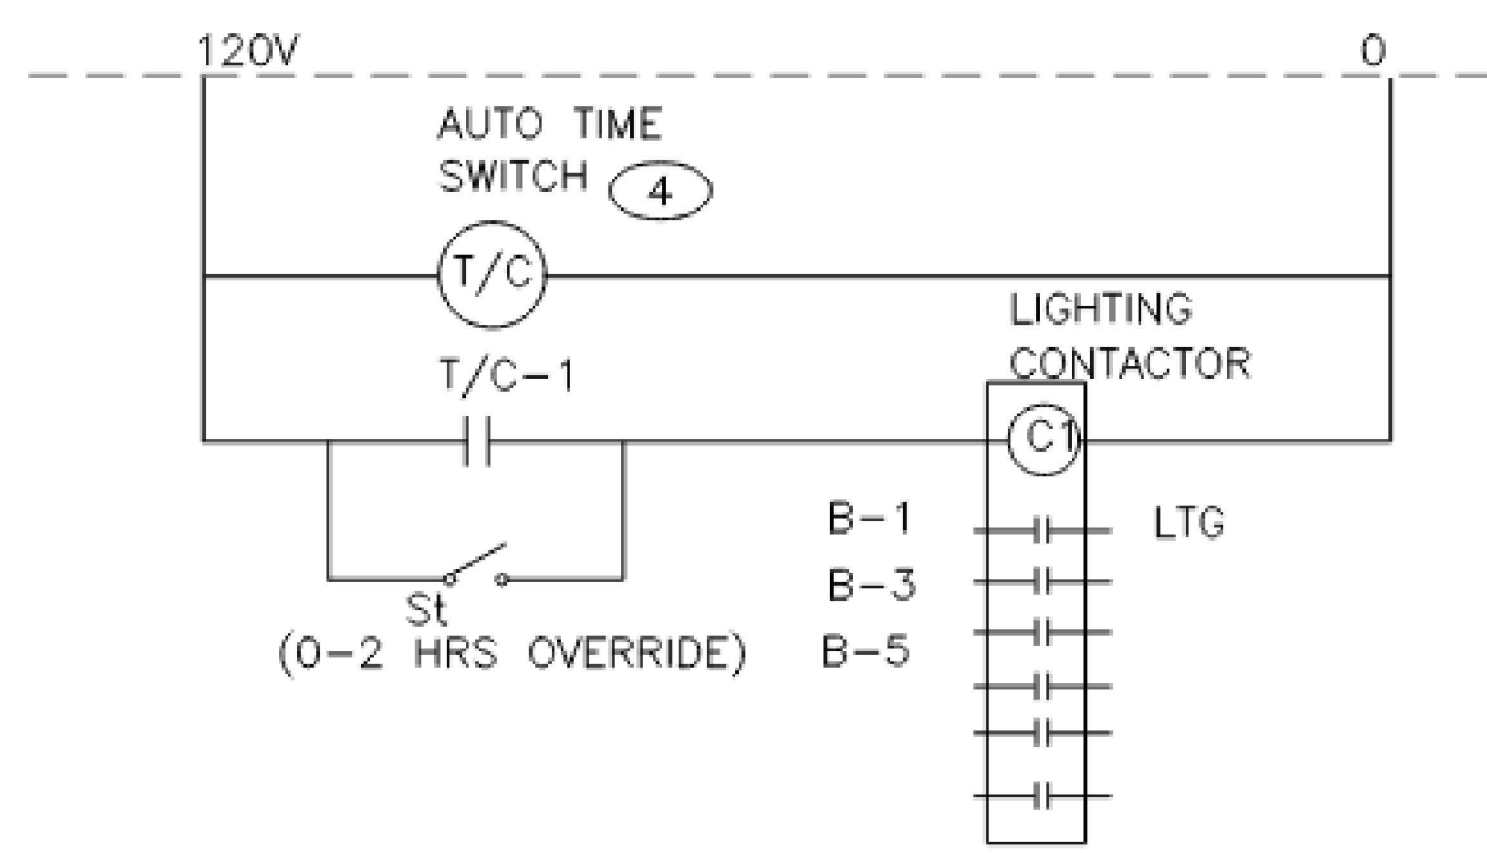 120V
0
AUTO TIME
SWITCH 4
T/C
LIGHTING
CONTACTOR
T/C-1
C1
B-1
LTG
B-3
St
(0-2 HRS OVERRIDE)
B-5